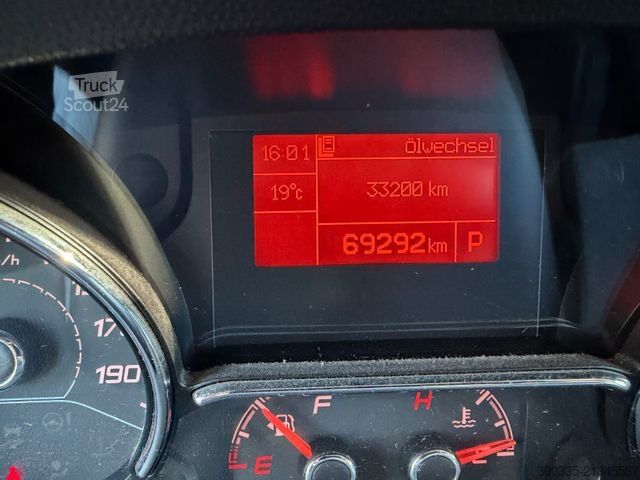 Truck
Scout24
16:01
Ölwechsel
19°c
33200 km
69292km
P
190
F
H
E